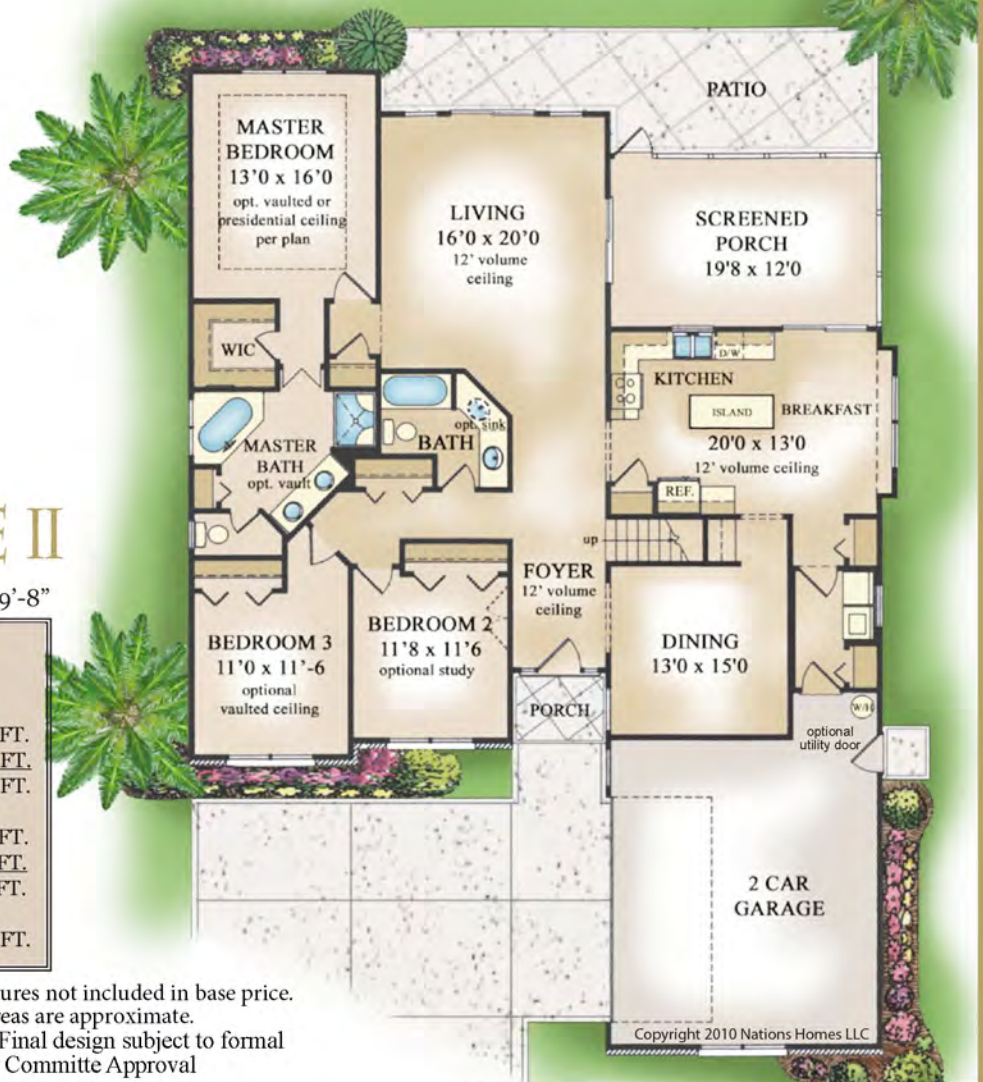 PATIO
MASTER
BEDROOM
13'0 x 16'0
opt. vaulted or
presidential ceiling
per plan
LIVING
16'0 x 20'0
12' volume
ceiling
SCREENED
PORCH
19'8 x 12'0
WIC
D/W
KITCHEN
ISLAND
BREAKFAST
20'0 x 13'0
12' volume ceiling
REF.
opt. sink
BATH
MASTER
BATH
opt. vault
E II
9'-8"
up
FOYER
12' volume
ceiling
BEDROOM 3
11'0 x 11'-6
optional
vaulted ceiling
BEDROOM 2
11'8 x 11'6
optional study
DINING
13'0 x 15'0
PORCH
W/H
optional
utility door
FT.
FT.
FT.
FT.
FT.
FT.
FT.
2 CAR
GARAGE
ures not included in base price.
reas are approximate.
Final design subject to formal
Committe Approval
Copyright 2010 Nations Homes LLC